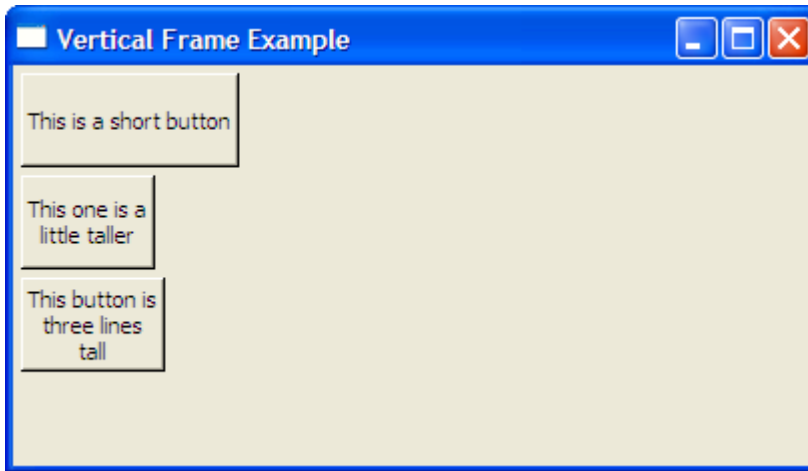 Vertical Frame Example
This is a short button
This one is a
little taller
This button is
three lines
tall